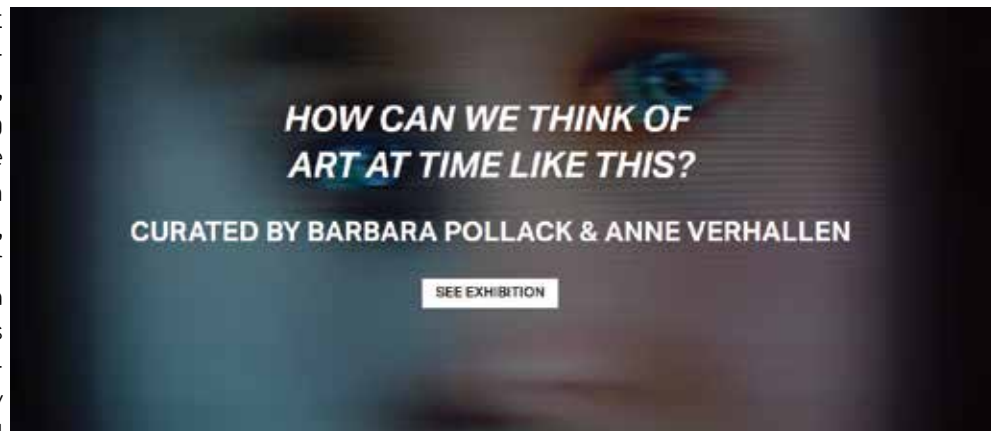 HOW CAN WE THINK OF
ART AT TIME LIKE THIS?
CURATED BY BARBARA POLLACK & ANNE VERHALLEN
SEE EXHIBITION